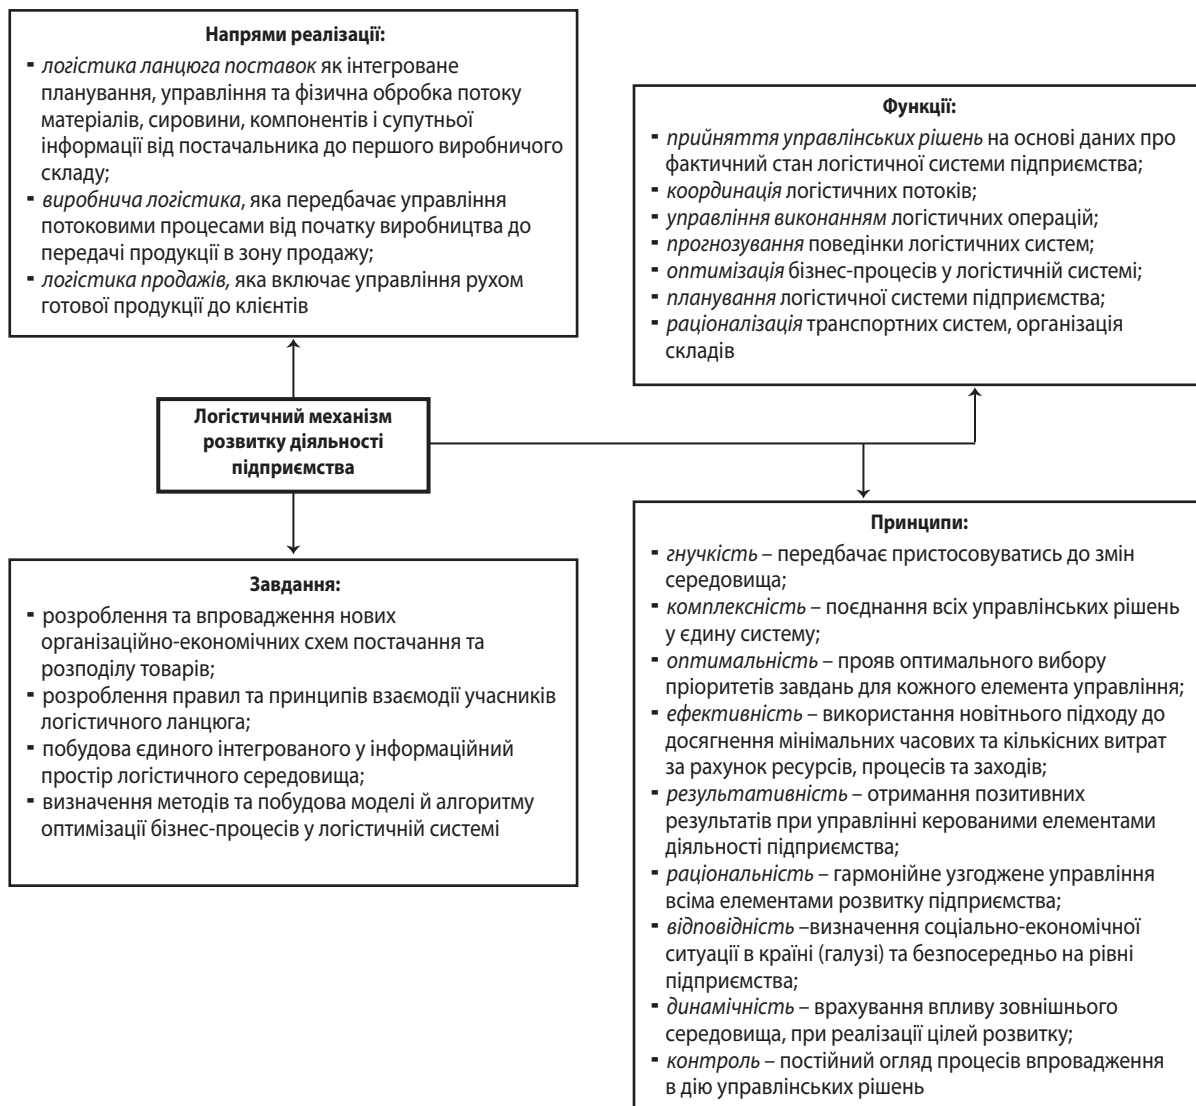 Напрями реалізації:
- логістика ланцюга поставок як інтегроване
планування, управління та фізична обробка потоку
матеріалів, сировини, компонентів і супутньої
інформації від постачальника до першого виробничого
складу;
- виробнича логістика, яка передбачає управління
потоковими процесами від початку виробництва до
передачі продукції в зону продажу;
- логістика продажів, яка включає управління рухом
готової продукції до клієнтів
Функції:
- прийняття управлінських рішень на основі даних про
фактичний стан логістичної системи підприємства;
- координація логістичних потоків;
- управління виконанням логістичних операцій;
- прогнозування поведінки логістичних систем;
- оптимізація бізнес-процесів у логістичній системі;
- планування логістичної системи підприємства;
- раціоналізація транспортних систем, організація
складів
Логістичний механізм
розвитку діяльності
підприємства
Завдання:
- розроблення та впровадження нових
організаційно-економічних схем постачання та
розподілу товарів;
- розроблення правил та принципів взаємодії учасників
логістичного ланцюга;
- побудова єдиного інтегрованого у інформаційний
простір логістичного середовища;
- визначення методів та побудова моделі й алгоритму
оптимізації бізнес-процесів у логістичній системі
Принципи:
- гнучкість – передбачає пристосовуватись до змін
середовища;
- комплексність – поєднання всіх управлінських рішень
у єдину систему;
- оптимальність – прояв оптимального вибору
пріоритетів завдань для кожного елемента управління;
- ефективність – використання новітнього підходу до
досягнення мінімальних часових та кількісних витрат
за рахунок ресурсів, процесів та заходів;
- результативність – отримання позитивних
результатів при управлінні керованими елементами
діяльності підприємства;
- раціональність – гармонійне узгоджене управління
всіма елементами розвитку підприємства;
- відповідність –визначення соціально-економічної
ситуації в країні (галузі) та безпосередньо на рівні
підприємства;
- динамічність – врахування впливу зовнішнього
середовища, при реалізації цілей розвитку;
- контроль – постійний огляд процесів впровадження
в дію управлінських рішень